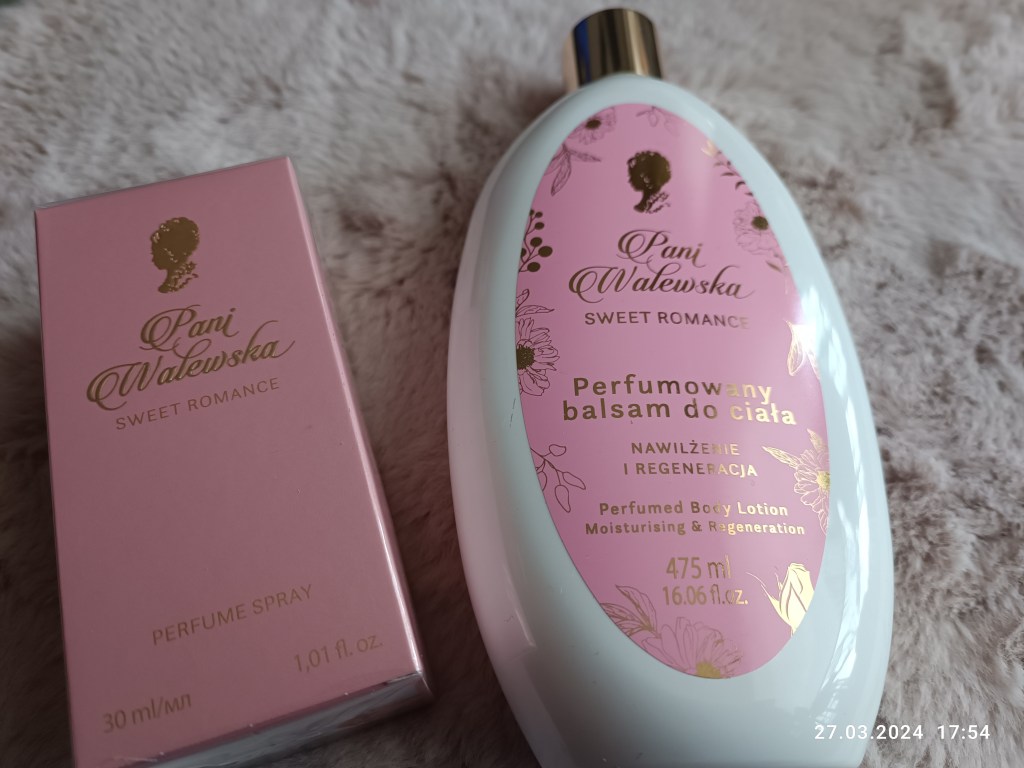 Pani
Walewska
SWEET ROMANCE
PERFUME SPRAY
1,01 fl. oz.
30 ml/мл
Pani
Walewska
SWEET ROMANCE
Perfumowany
balsam do ciała
NAWILŻENIE
I REGENERACJA
Perfumed Body Lotion
Moisturising & Regeneration
475 ml
16.06 fl.oz.
27.03.2024 17:54